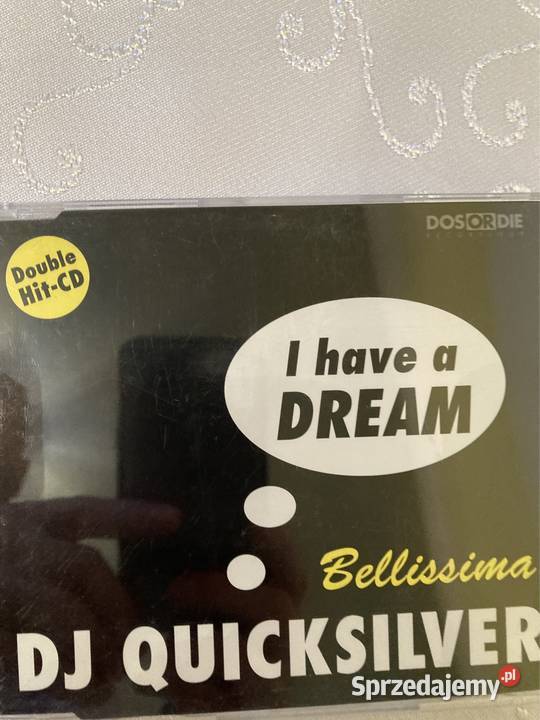 DOS OR DIE
RECORDINGS
Double
Hit-CD
I have a
DREAM
Bellissima
DJ QUICKSILVER
Sprzedajemy.pl